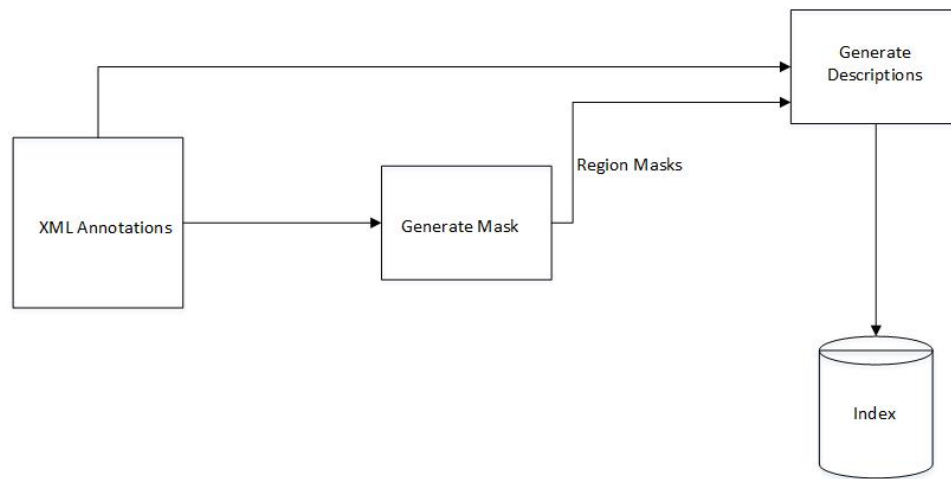 Generate
Descriptions
Region Masks
XML Annotations
Generate Mask
Index